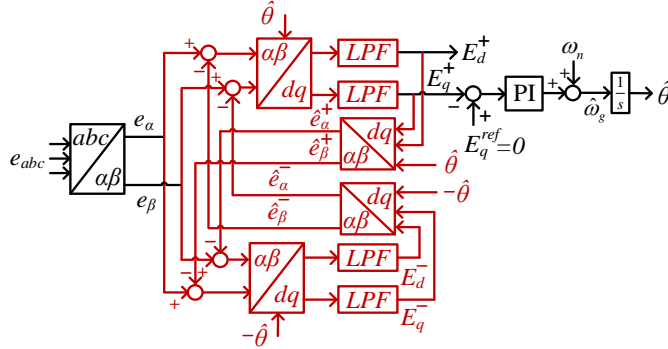 θ̂
αβ
dq
LPF
E_d^+
LPF
E_q^+
ω_n
PI
ω̂_g
1/s
θ̂
E_q^{ref}=0
e_abc
abc
αβ
e_α
e_β
ê_α^+
ê_β^+
dq
αβ
θ̂
ê_α^-
ê_β^-
dq
αβ
-θ̂
αβ
dq
LPF
E_d^-
LPF
E_q^-
-θ̂